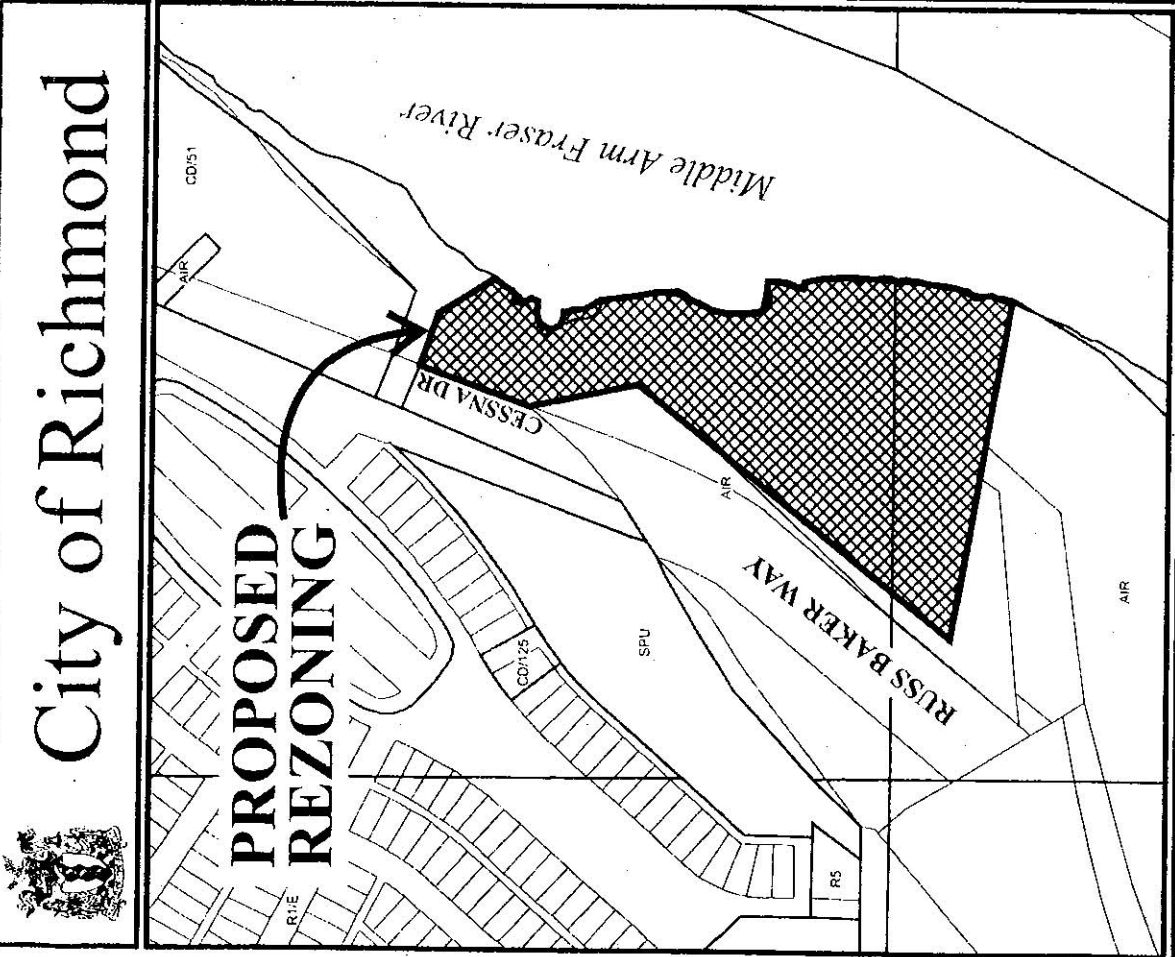 City of Richmond
CD/51
AIR
Middle Arm Fraser River
PROPOSED
REZONING
CESSNA DR
AIR
RUSS BAKER WAY
CD/125
SPU
AIR
R1/E
R5